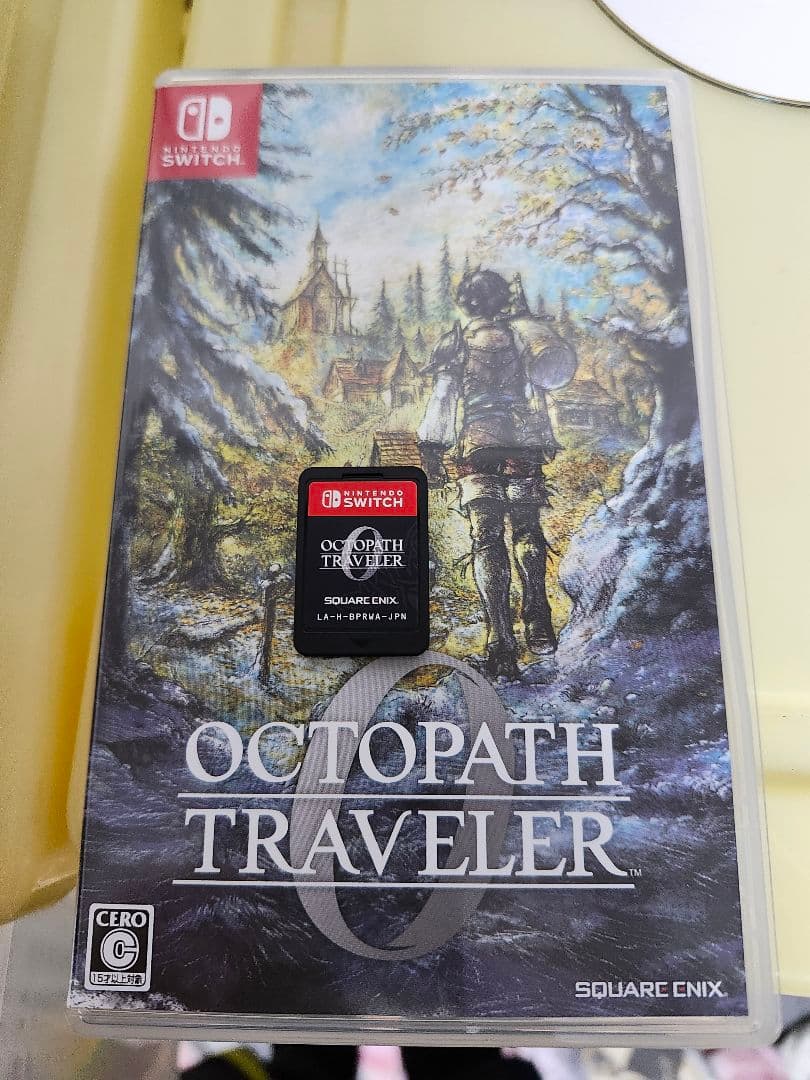 NINTENDO
SWITCH
NINTENDO
SWITCH
0
OCTOPATH
TRAVELER
SQUARE ENIX
LA-H-BPRWA-JPN
0
OCTOPATH
TRAVELER™
CERO
C
15才以上対象
SQUARE ENIX